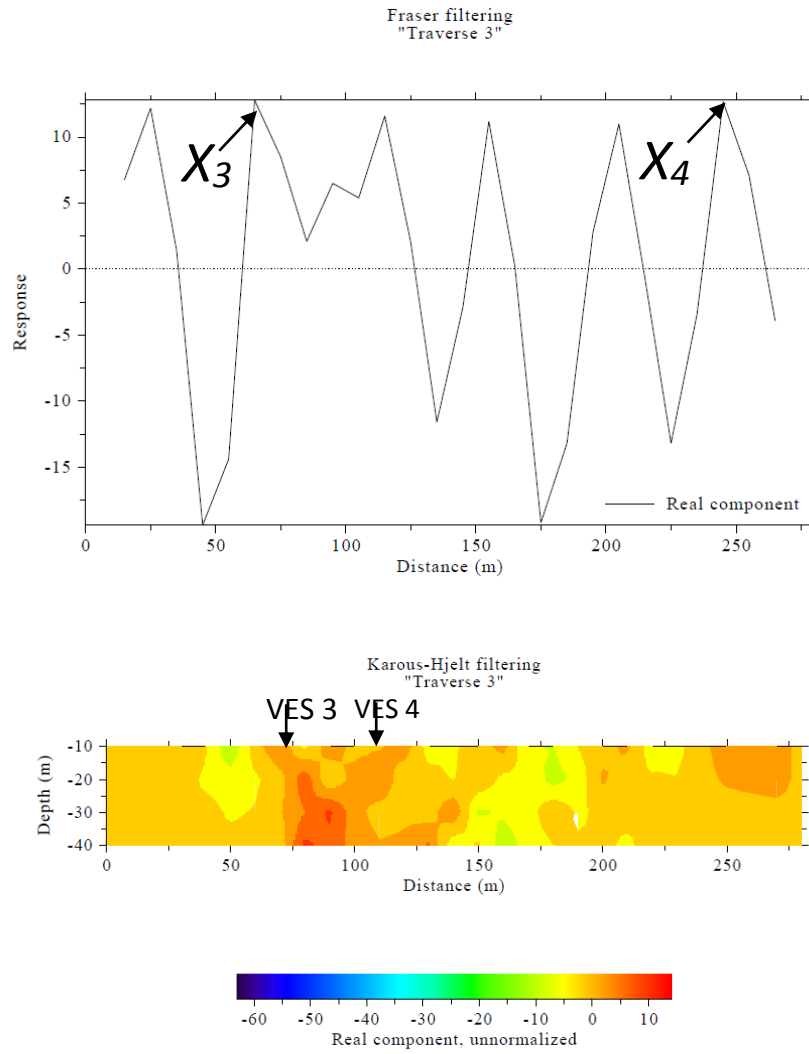 Fraser filtering
"Traverse 3"
10
5
0
-5
-10
-15
Response
X3
X4
Real component
0 50 100 150 200 250
Distance (m)
Karous-Hjelt filtering
"Traverse 3"
VES 3 VES 4
-10
-20
-30
-40
Depth (m)
0 50 100 150 200 250
Distance (m)
-60 -50 -40 -30 -20 -10 0 10
Real component, unnormalized